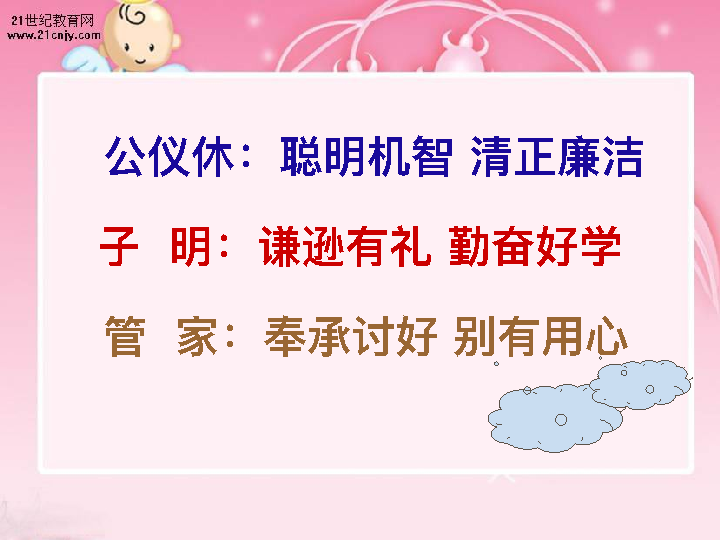 21世纪教育网
www.21cnjy.com
公仪休：聪明机智 清正廉洁
子 明：谦逊有礼 勤奋好学
管 家：奉承讨好 别有用心